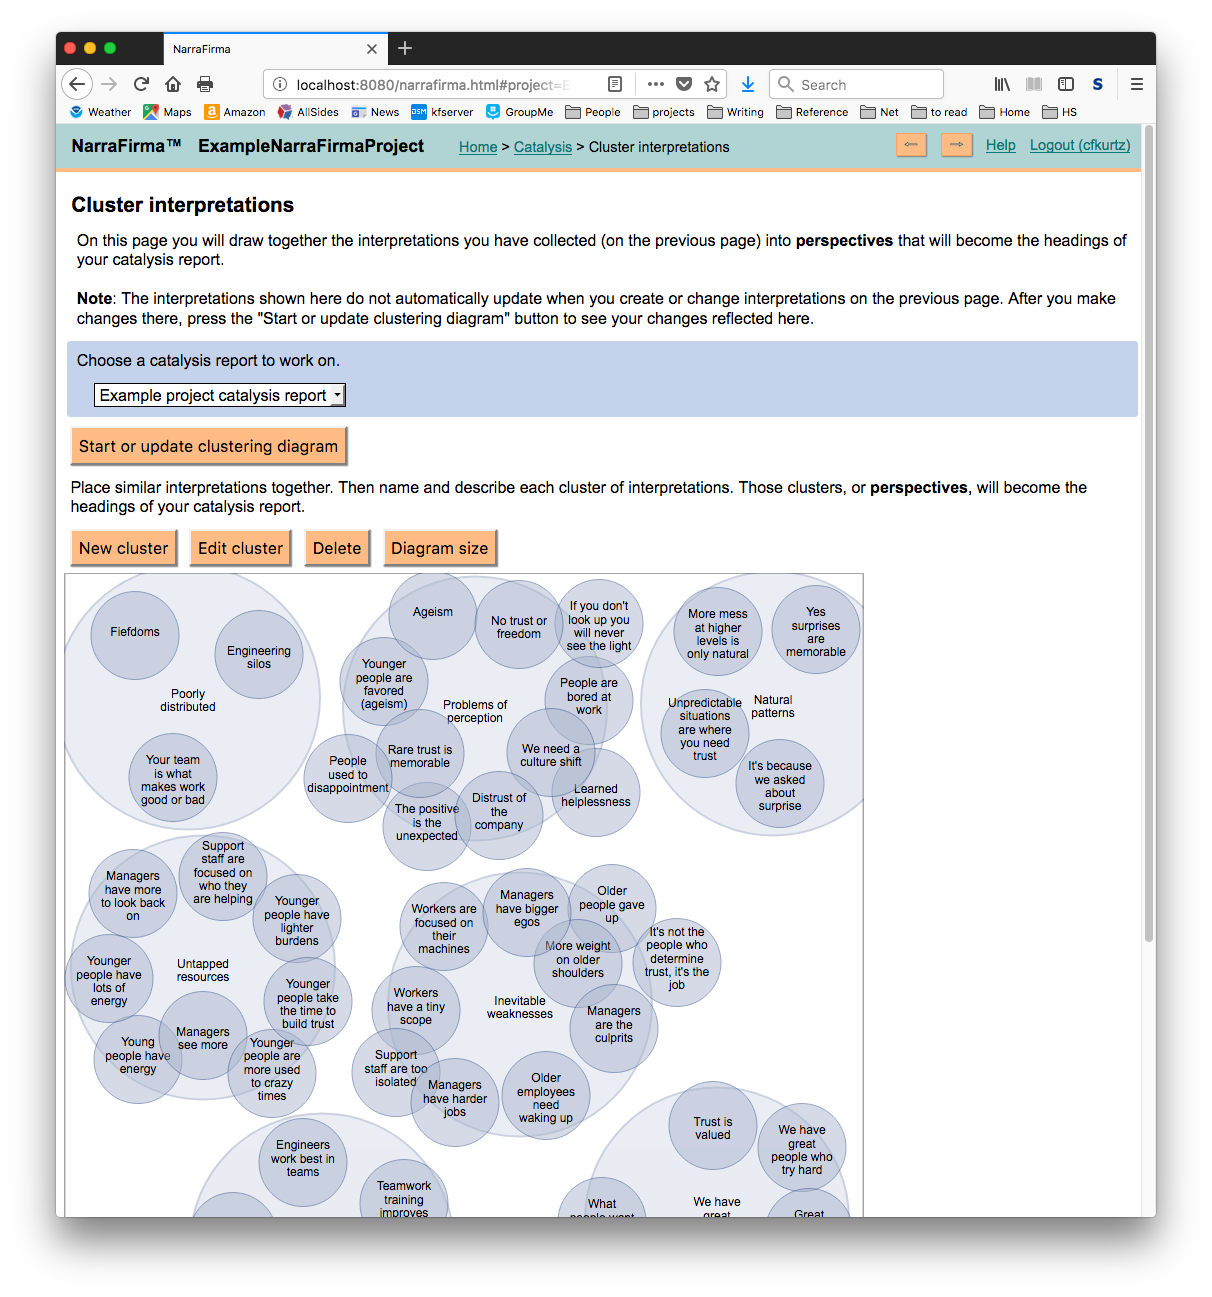 NarraFirma
localhost:8080/narrafirma.html#project=E
Search
Weather
Maps
Amazon
AllSides
News
kfserver
GroupMe
People
projects
Writing
Reference
Net
to read
Home
HS
NarraFirma™ ExampleNarraFirmaProject
Home > Catalysis > Cluster interpretations
Help
Logout (cfkurtz)
Cluster interpretations
On this page you will draw together the interpretations you have collected (on the previous page) into perspectives that will become the headings of
your catalysis report.
Note: The interpretations shown here do not automatically update when you create or change interpretations on the previous page. After you make
changes there, press the "Start or update clustering diagram" button to see your changes reflected here.
Choose a catalysis report to work on.
Example project catalysis report
Start or update clustering diagram
Place similar interpretations together. Then name and describe each cluster of interpretations. Those clusters, or perspectives, will become the
headings of your catalysis report.
New cluster
Edit cluster
Delete
Diagram size
Fiefdoms
Engineering
silos
Poorly
distributed
Your team
is what
makes work
good or bad
Ageism
No trust or
freedom
If you don't
look up you
will never
see the light
Younger
people are
favored
(ageism)
People are
bored at
work
Problems of
perception
Rare trust is
memorable
We need a
culture shift
People
used to
disappointment
The positive
is the
unexpected
Distrust of
the
company
Learned
helplessness
More mess
at higher
levels is
only natural
Yes
surprises
are
memorable
Unpredictable
situations
are where
you need
trust
Natural
patterns
It's because
we asked
about
surprise
Support
staff are
focused on
who they
are helping
Managers
have more
to look back
on
Younger
people have
lighter
burdens
Younger
people have
lots of
energy
Untapped
resources
Younger
people take
the time to
build trust
Young
people have
energy
Managers
see more
Younger
people are
more used
to crazy
times
Workers are
focused on
their
machines
Managers
have bigger
egos
Older
people gave
up
More weight
on older
shoulders
It's not the
people who
determine
trust, it's the
job
Workers
have a tiny
scope
Inevitable
weaknesses
Managers
are the
culprits
Support
staff are too
isolated
Managers
have harder
jobs
Older
employees
need
waking up
Engineers
work best in
teams
Teamwork
training
improves
Trust is
valued
We have
great
people who
try hard
What
people want
We have
great
Great